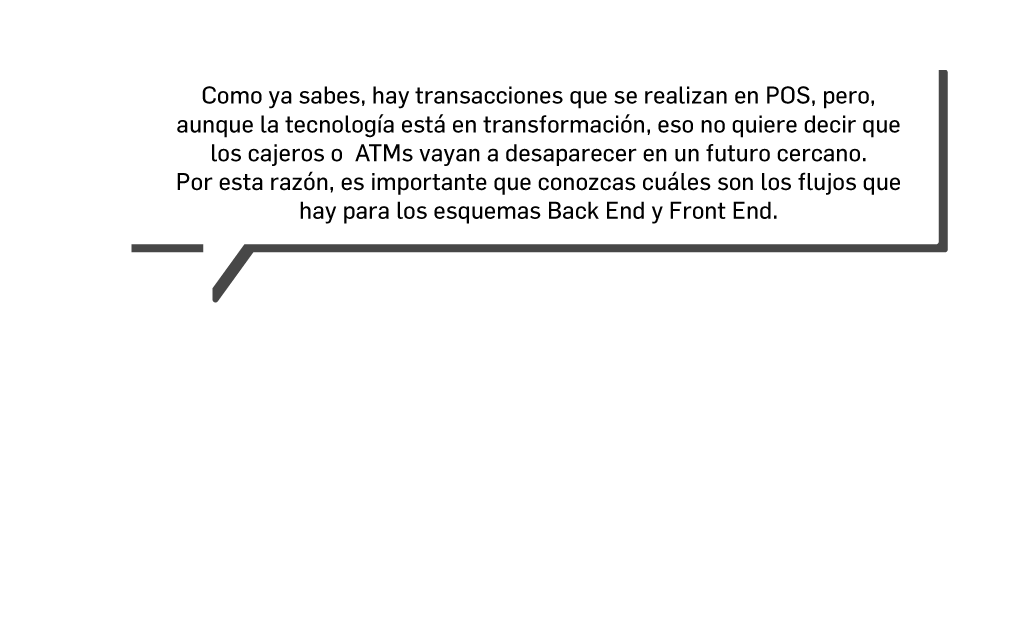 Como ya sabes, hay transacciones que se realizan en POS, pero,
aunque la tecnología está en transformación, eso no quiere decir que
los cajeros o  ATMs vayan a desaparecer en un futuro cercano.
Por esta razón, es importante que conozcas cuáles son los flujos que
hay para los esquemas Back End y Front End.